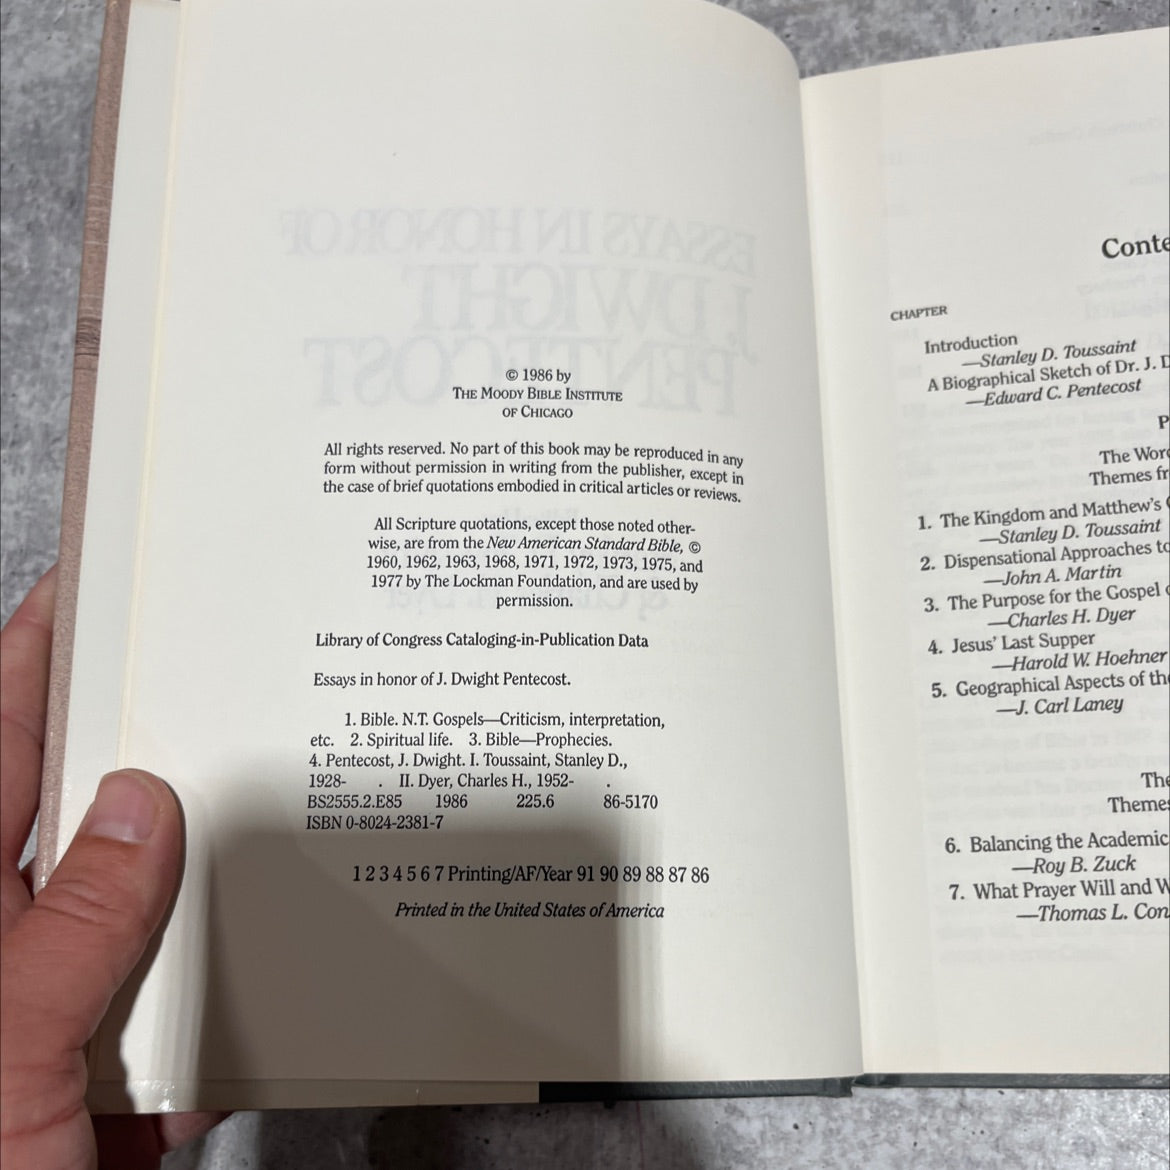 © 1986 by
THE MOODY BIBLE INSTITUTE
OF CHICAGO
All rights reserved. No part of this book may be reproduced in any
form without permission in writing from the publisher, except in
the case of brief quotations embodied in critical articles or reviews.
All Scripture quotations, except those noted other-
wise, are from the New American Standard Bible, ©
1960, 1962, 1963, 1968, 1971, 1972, 1973, 1975, and
1977 by The Lockman Foundation, and are used by
permission.
Library of Congress Cataloging-in-Publication Data
Essays in honor of J. Dwight Pentecost.
1. Bible. N.T. Gospels—Criticism, interpretation,
etc. 2. Spiritual life. 3. Bible—Prophecies.
4. Pentecost, J. Dwight. I. Toussaint, Stanley D.,
1928- . II. Dyer, Charles H., 1952- .
BS2555.2.E85 1986 225.6 86-5170
ISBN 0-8024-2381-7
1 2 3 4 5 6 7 Printing/AF/Year 91 90 89 88 87 86
Printed in the United States of America
Conte
CHAPTER
Introduction
—Stanley D. Toussaint
A Biographical Sketch of Dr. J. D
—Edward C. Pentecost
P
The Word
Themes fr
1. The Kingdom and Matthew's
—Stanley D. Toussaint
2. Dispensational Approaches to
—John A. Martin
3. The Purpose for the Gospel
—Charles H. Dyer
4. Jesus' Last Supper
—Harold W. Hoehner
5. Geographical Aspects of the
—J. Carl Laney
The
Themes
6. Balancing the Academic
—Roy B. Zuck
7. What Prayer Will and W
—Thomas L. Con